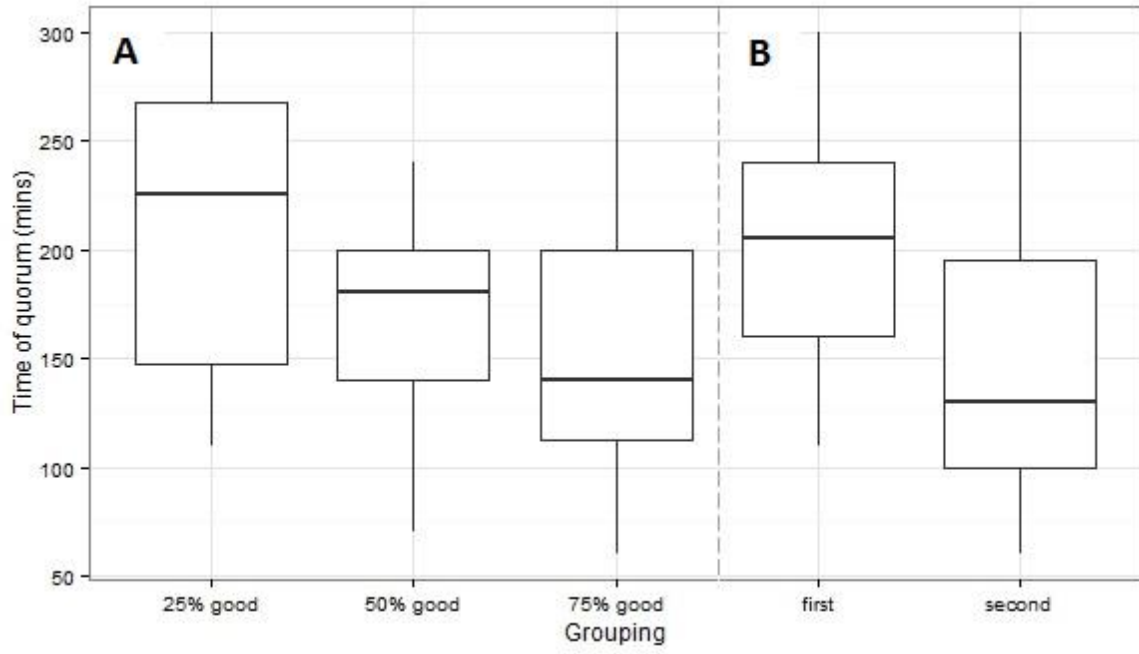 A
B
Time of quorum (mins)
300
250
200
150
100
50
25% good
50% good
75% good
first
second
Grouping